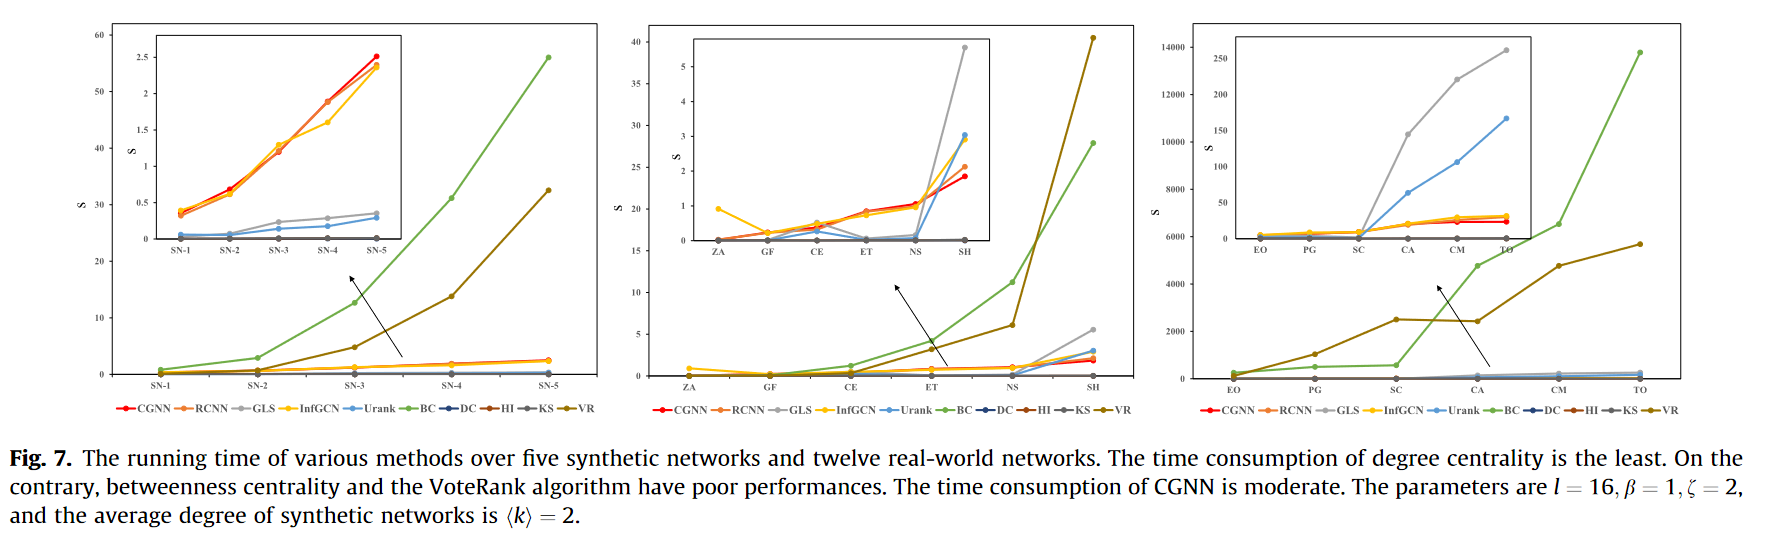 60
50
40
30
20
10
0
S
2.5
2
1.5
1
0.5
0
S
SN-1 SN-2 SN-3 SN-4 SN-5
SN-1 SN-2 SN-3 SN-4 SN-5
CGNN RCNN GLS InfGCN Urank BC DC HI KS VR
40
35
30
25
20
15
10
5
0
S
5
4
3
2
1
0
S
ZA GF CE ET NS SH
ZA GF CE ET NS SH
CGNN RCNN GLS InfGCN Urank BC DC HI KS VR
14000
12000
10000
8000
6000
4000
2000
0
S
250
200
150
100
50
0
S
EO PG SC CA CM TO
EO PG SC CA CM TO
CGNN RCNN GLS InfGCN Urank BC DC HI KS VR
Fig. 7. The running time of various methods over five synthetic networks and twelve real-world networks. The time consumption of degree centrality is the least. On the
contrary, betweenness centrality and the VoteRank algorithm have poor performances. The time consumption of CGNN is moderate. The parameters are l = 16, β = 1, ζ = 2,
and the average degree of synthetic networks is ⟨k⟩ = 2.